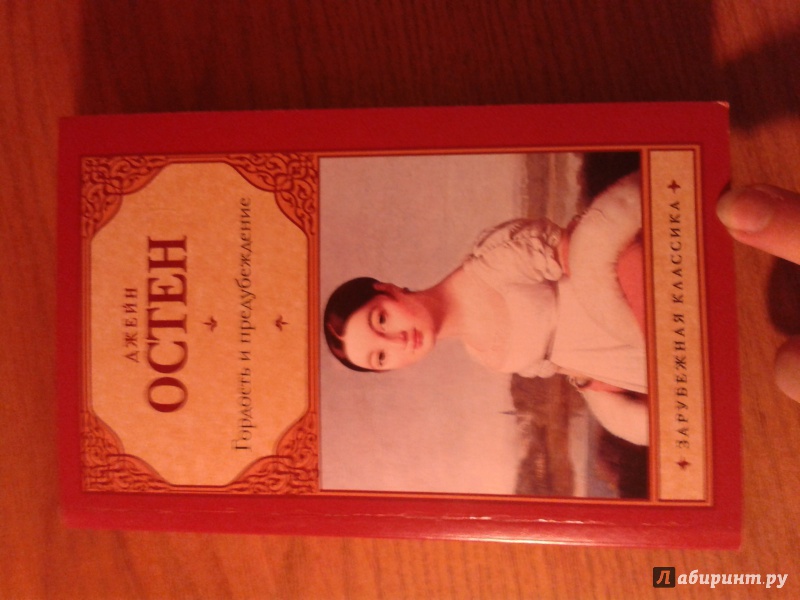 ДЖЕЙН
ОСТЕН
Гордость и предубеждение
ЗАРУБЕЖНАЯ КЛАССИКА
Лабиринт.ру